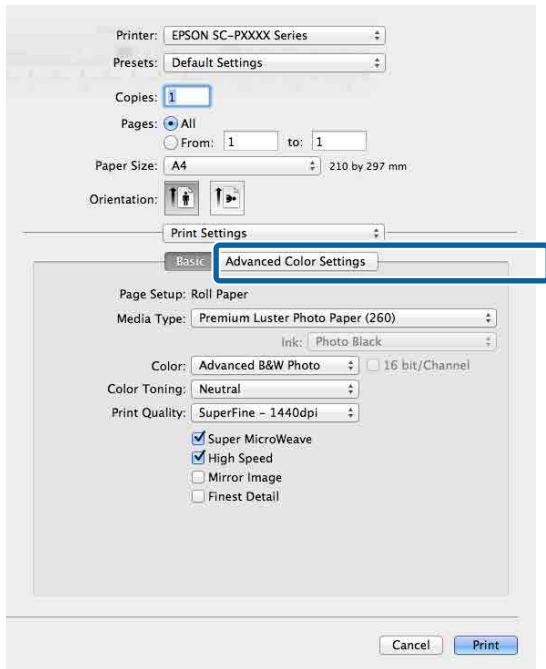 Printer: EPSON SC-PXXXX Series
Presets: Default Settings
Copies: 1
Pages: All
From: 1 to: 1
Paper Size: A4 210 by 297 mm
Orientation:
Print Settings
Basic Advanced Color Settings
Page Setup: Roll Paper
Media Type: Premium Luster Photo Paper (260)
Ink: Photo Black
Color: Advanced B&W Photo 16 bit/Channel
Color Toning: Neutral
Print Quality: SuperFine - 1440dpi
Super MicroWeave
High Speed
Mirror Image
Finest Detail
Cancel Print